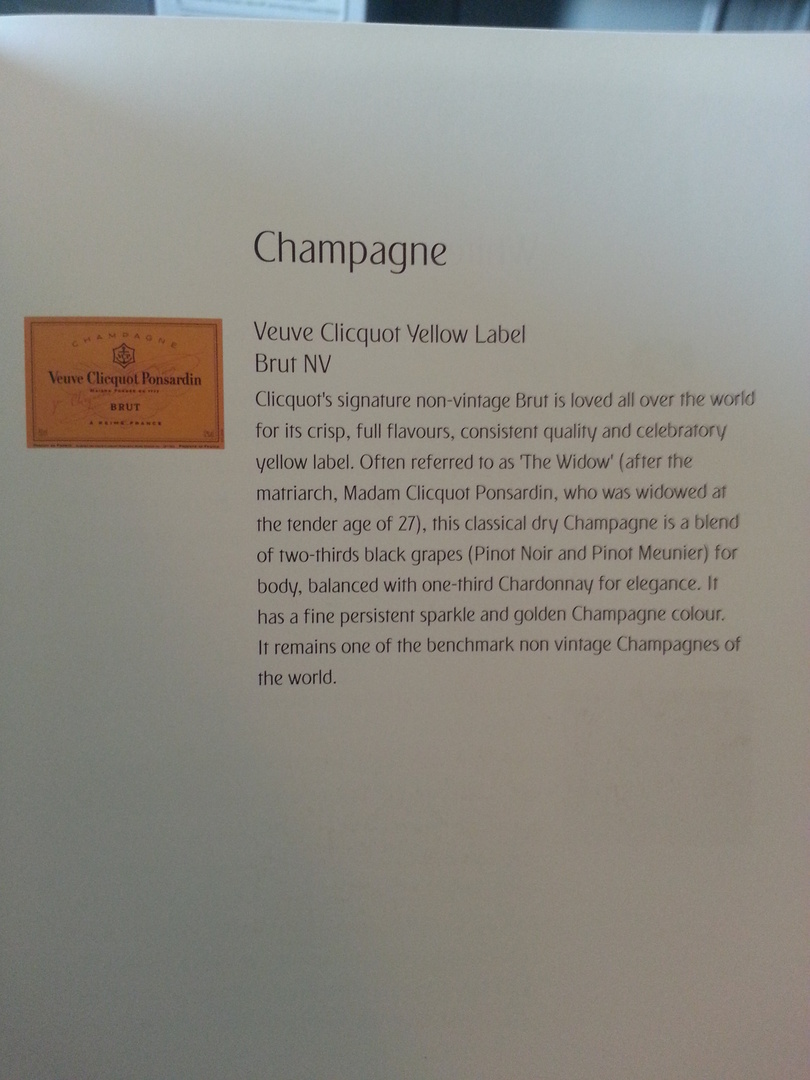 Champagne
CHAMPAGNE
Veuve Clicquot Ponsardin
BRUT
A REIMS FRANCE
Veuve Clicquot Yellow Label
Brut NV
Clicquot's signature non-vintage Brut is loved all over the world
for its crisp, full flavours, consistent quality and celebratory
yellow label. Often referred to as 'The Widow' (after the
matriarch, Madam Clicquot Ponsardin, who was widowed at
the tender age of 27), this classical dry Champagne is a blend
of two-thirds black grapes (Pinot Noir and Pinot Meunier) for
body, balanced with one-third Chardonnay for elegance. It
has a fine persistent sparkle and golden Champagne colour.
It remains one of the benchmark non vintage Champagnes of
the world.